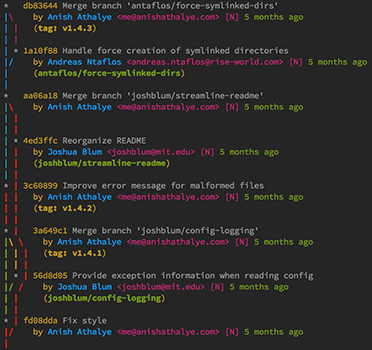 * db83644 Merge branch 'antaflos/force-symlinked-dirs'
by Anish Athalye <me@anishathalye.com> [N] 5 months ago
(tag: v1.4.3)
* 1a10f88 Handle force creation of symlinked directories
by Andreas Ntaflos <andreas.ntaflos@rise-world.com> [N] 5 months ago
(antaflos/force-symlinked-dirs)
* aa06a18 Merge branch 'joshblum/streamline-readme'
by Anish Athalye <me@anishathalye.com> [N] 5 months ago
* 4ed3ffc Reorganize README
by Joshua Blum <joshblum@mit.edu> [N] 5 months ago
(joshblum/streamline-readme)
* 3c60899 Improve error message for malformed files
by Anish Athalye <me@anishathalye.com> [N] 5 months ago
(tag: v1.4.2)
* 3a649c1 Merge branch 'joshblum/config-logging'
by Anish Athalye <me@anishathalye.com> [N] 5 months ago
(tag: v1.4.1)
* 56d8d05 Provide exception information when reading config
by Joshua Blum <joshblum@mit.edu> [N] 5 months ago
(joshblum/config-logging)
* fd08dda Fix style
by Anish Athalye <me@anishathalye.com> [N] 5 months ago